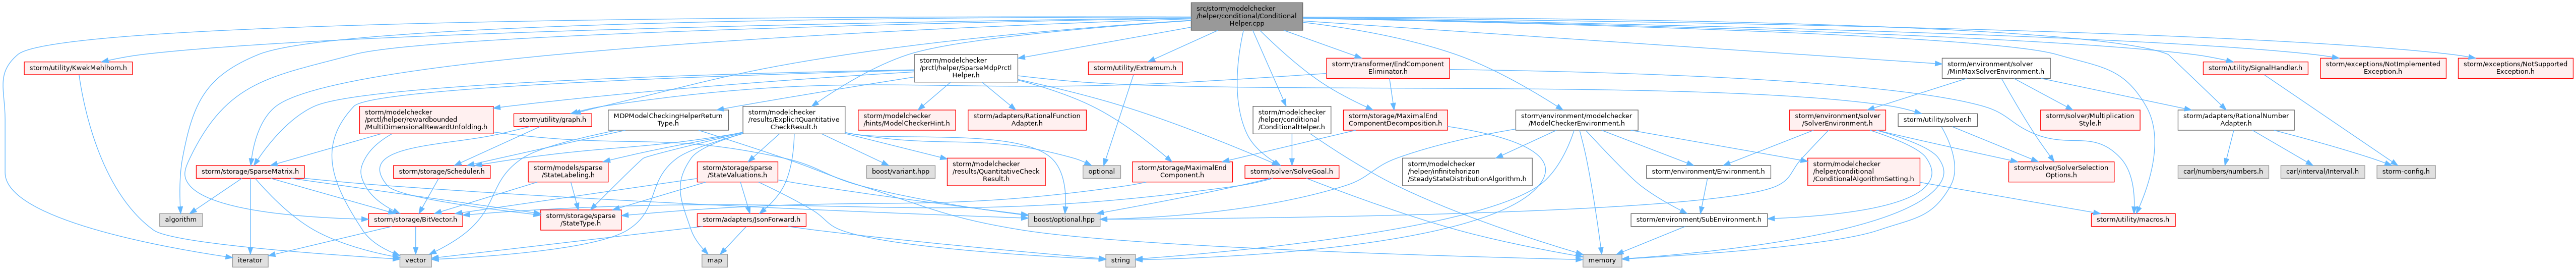 src/storm/modelchecker
/helper/conditional/Conditional
Helper.cpp
storm/utility/KwekMehlhorn.h
storm/modelchecker
/prctl/helper/SparseMdpPrctl
Helper.h
storm/utility/Extremum.h
storm/transformer/EndComponent
Eliminator.h
storm/environment/solver
/MinMaxSolverEnvironment.h
storm/utility/SignalHandler.h
storm/exceptions/NotImplemented
Exception.h
storm/exceptions/NotSupported
Exception.h
storm/modelchecker
/prctl/helper/rewardbounded
/MultiDimensionalRewardUnfolding.h
storm/utility/graph.h
MDPModelCheckingHelperReturn
Type.h
storm/modelchecker
/results/ExplicitQuantitative
CheckResult.h
storm/modelchecker
/hints/ModelCheckerHint.h
storm/adapters/RationalFunction
Adapter.h
storm/modelchecker
/helper/conditional
/ConditionalHelper.h
storm/storage/MaximalEnd
ComponentDecomposition.h
storm/environment/modelchecker
/ModelCheckerEnvironment.h
storm/environment/solver
/SolverEnvironment.h
storm/utility/solver.h
storm/solver/Multiplication
Style.h
storm/adapters/RationalNumber
Adapter.h
storm/storage/SparseMatrix.h
storm/storage/Scheduler.h
storm/models/sparse
/StateLabeling.h
storm/storage/sparse
/StateValuations.h
boost/variant.hpp
storm/modelchecker
/results/QuantitativeCheck
Result.h
optional
storm/storage/MaximalEnd
Component.h
storm/solver/SolveGoal.h
storm/modelchecker
/helper/infinitehorizon
/SteadyStateDistributionAlgorithm.h
storm/environment/Environment.h
storm/modelchecker
/helper/conditional
/ConditionalAlgorithmSetting.h
storm/solver/SolverSelection
Options.h
carl/numbers/numbers.h
carl/interval/Interval.h
storm-config.h
algorithm
storm/storage/BitVector.h
storm/storage/sparse
/StateType.h
storm/adapters/JsonForward.h
boost/optional.hpp
storm/environment/SubEnvironment.h
storm/utility/macros.h
iterator
vector
map
string
memory